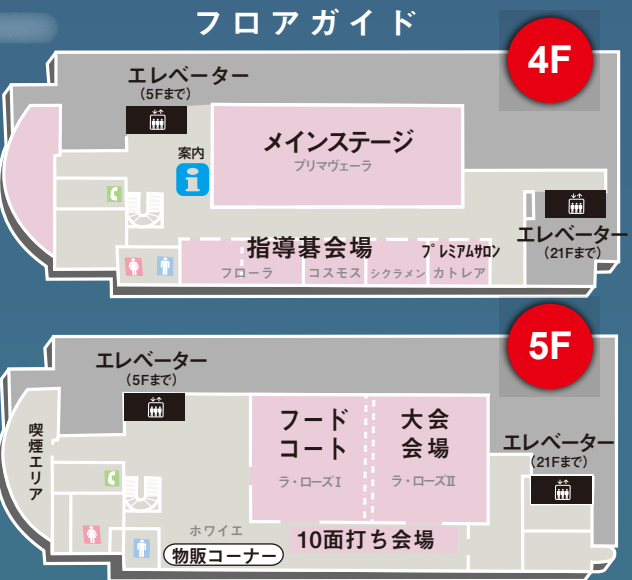 フロアガイド
4F
エレベーター
(5Fまで)
案内
メインステージ
プリマヴェーラ
エレベーター
(21Fまで)
指導碁会場
プレミアムサロン
フローラ
コスモス
シクラメン
カトレア
5F
エレベーター
(5Fまで)
喫煙エリア
フード
コート
ラ・ローズI
大会
会場
ラ・ローズII
エレベーター
(21Fまで)
ホワイエ
物販コーナー
10面打ち会場